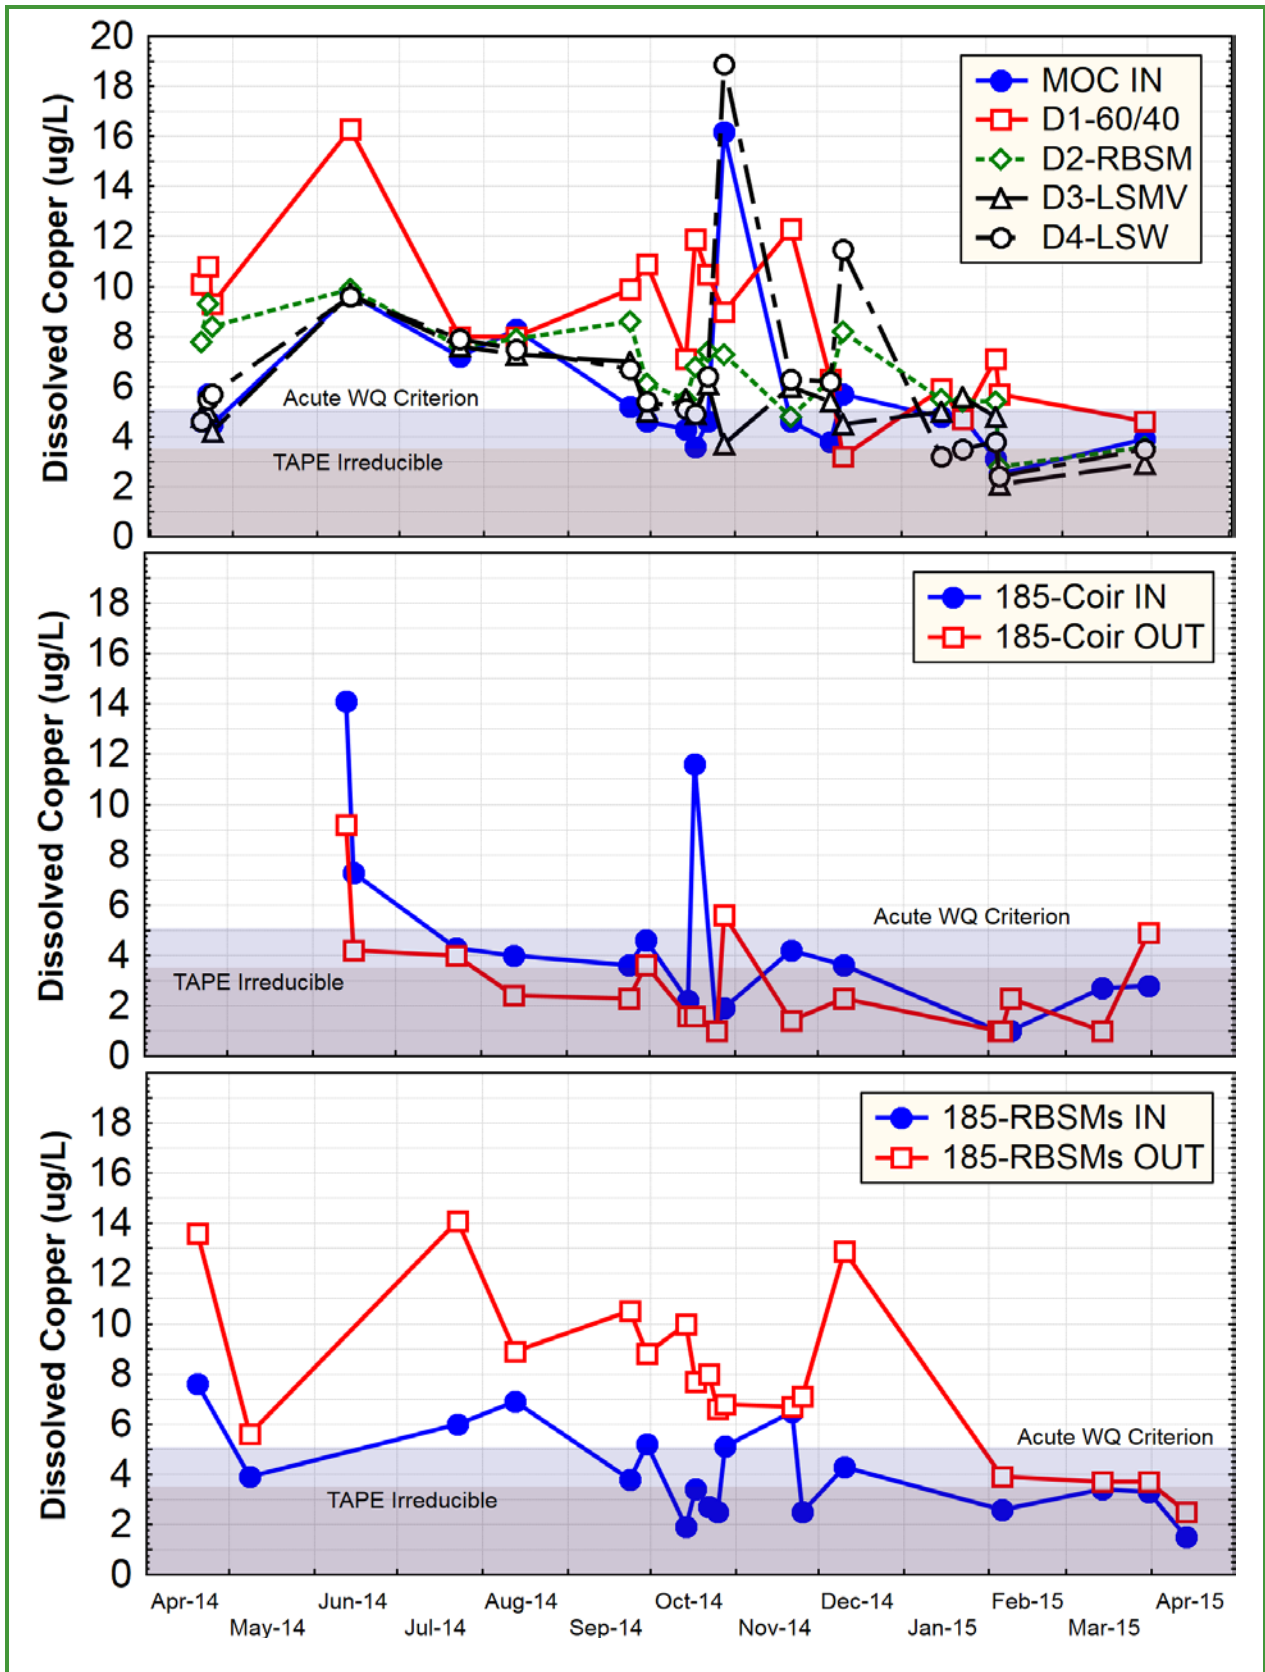 Dissolved Copper (ug/L)
20
18
16
14
12
10
8
6
4
2
0
MOC IN
D1-60/40
D2-RBSM
D3-LSMV
D4-LSW
Acute WQ Criterion
TAPE Irreducible
Dissolved Copper (ug/L)
18
16
14
12
10
8
6
4
2
0
185-Coir IN
185-Coir OUT
Acute WQ Criterion
TAPE Irreducible
Dissolved Copper (ug/L)
18
16
14
12
10
8
6
4
2
0
185-RBSMs IN
185-RBSMs OUT
Acute WQ Criterion
TAPE Irreducible
Apr-14 Jun-14 Aug-14 Oct-14 Dec-14 Feb-15 Apr-15
May-14 Jul-14 Sep-14 Nov-14 Jan-15 Mar-15